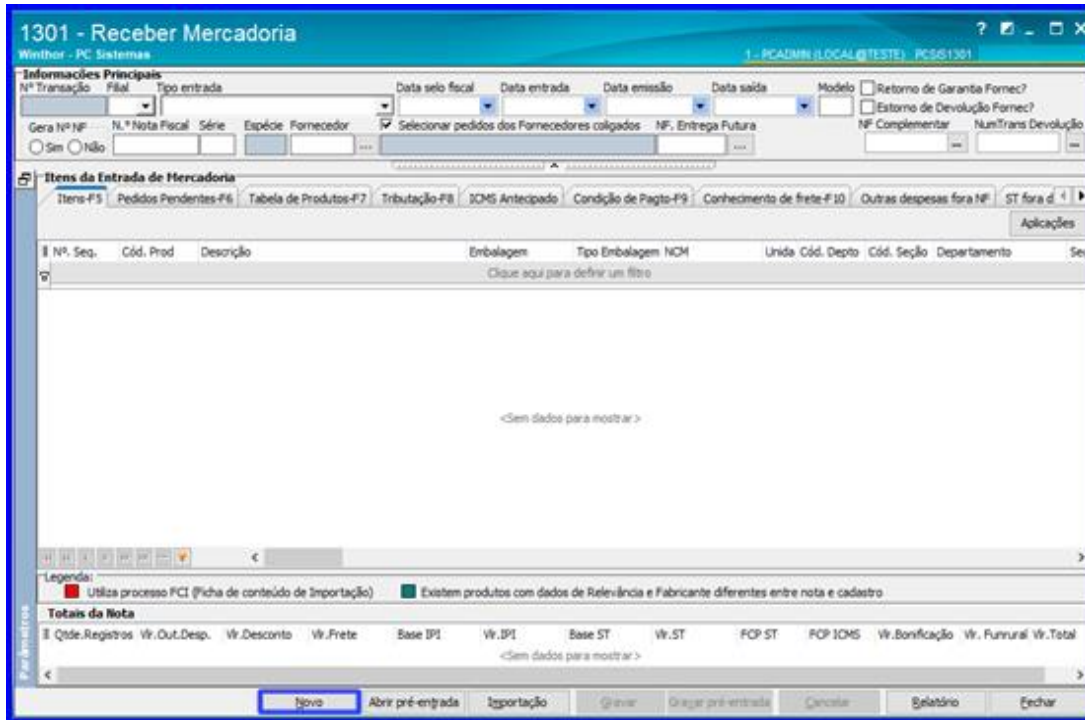 1301 - Receber Mercadoria
Winthor - PC Sistemas
1 - PCADMIN (LOCAL@TESTE) PCSIS1301
Informações Principais
Nº Transação Filial Tipo entrada Data selo fiscal Data entrada Data emissão Data saída Modelo Retorno de Garantia Fornec?
Estorno de Devolução Fornec?
Gera Nº NF N.º Nota Fiscal Série Espécie Fornecedor Selecionar pedidos dos Fornecedores coligados NF. Entrega Futura NF Complementar NumTrans Devolução
Sim Não
Itens da Entrada de Mercadoria
Itens-F5 Pedidos Pendentes-F6 Tabela de Produtos-F7 Tributação-F8 ICMS Antecipado Condição de Pagto-F9 Conhecimento de frete-F10 Outras despesas fora NF ST fora d
Aplicações
Nº. Seq. Cód. Prod Descrição Embalagem Tipo Embalagem NCM Unida Cód. Depto Cód. Seção Departamento Se
Clique aqui para definir um filtro
<Sem dados para mostrar>
Legenda:
Utiliza processo FCI (Ficha de conteúdo de Importação) Existem produtos com dados de Relevância e Fabricante diferentes entre nota e cadastro
Totais da Nota
Qtde.Registros Vlr.Out.Desp. Vlr.Desconto Vlr.Frete Base IPI Vlr.IPI Base ST Vlr.ST FCP ST FCP ICMS Vlr.Bonificação Vlr. Funrural Vlr.Total
<Sem dados para mostrar>
Parâmetros
Novo Abrir pré-entrada Importação Gravar Gravar pré-entrada Cancelar Relatório Fechar